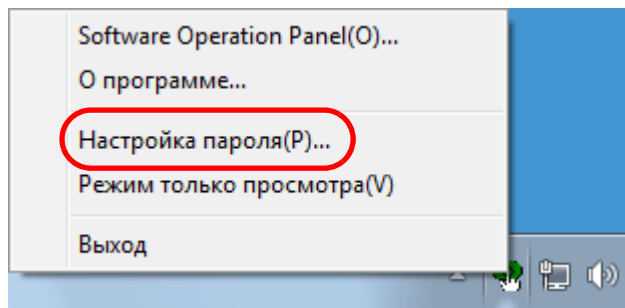 Software Operation Panel(O)...
О программе...
Настройка пароля(P)...
Режим только просмотра(V)
Выход